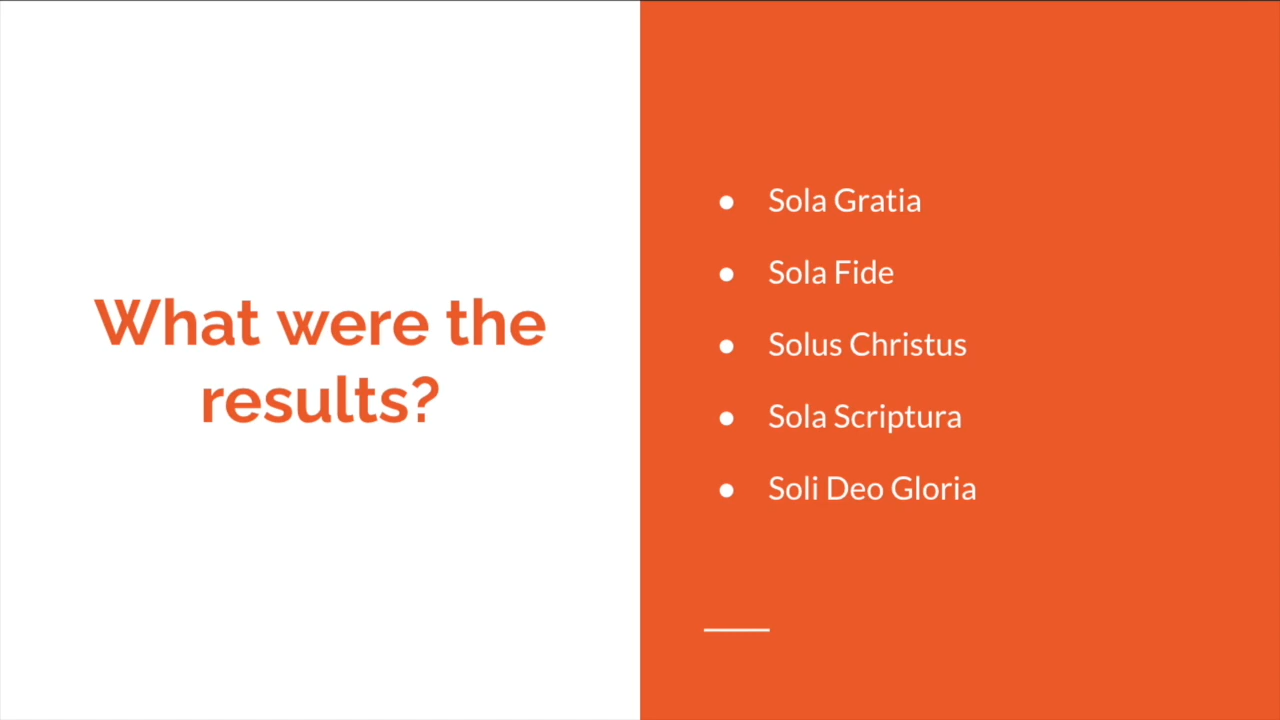 What were the
results?
● Sola Gratia
● Sola Fide
● Solus Christus
● Sola Scriptura
● Soli Deo Gloria